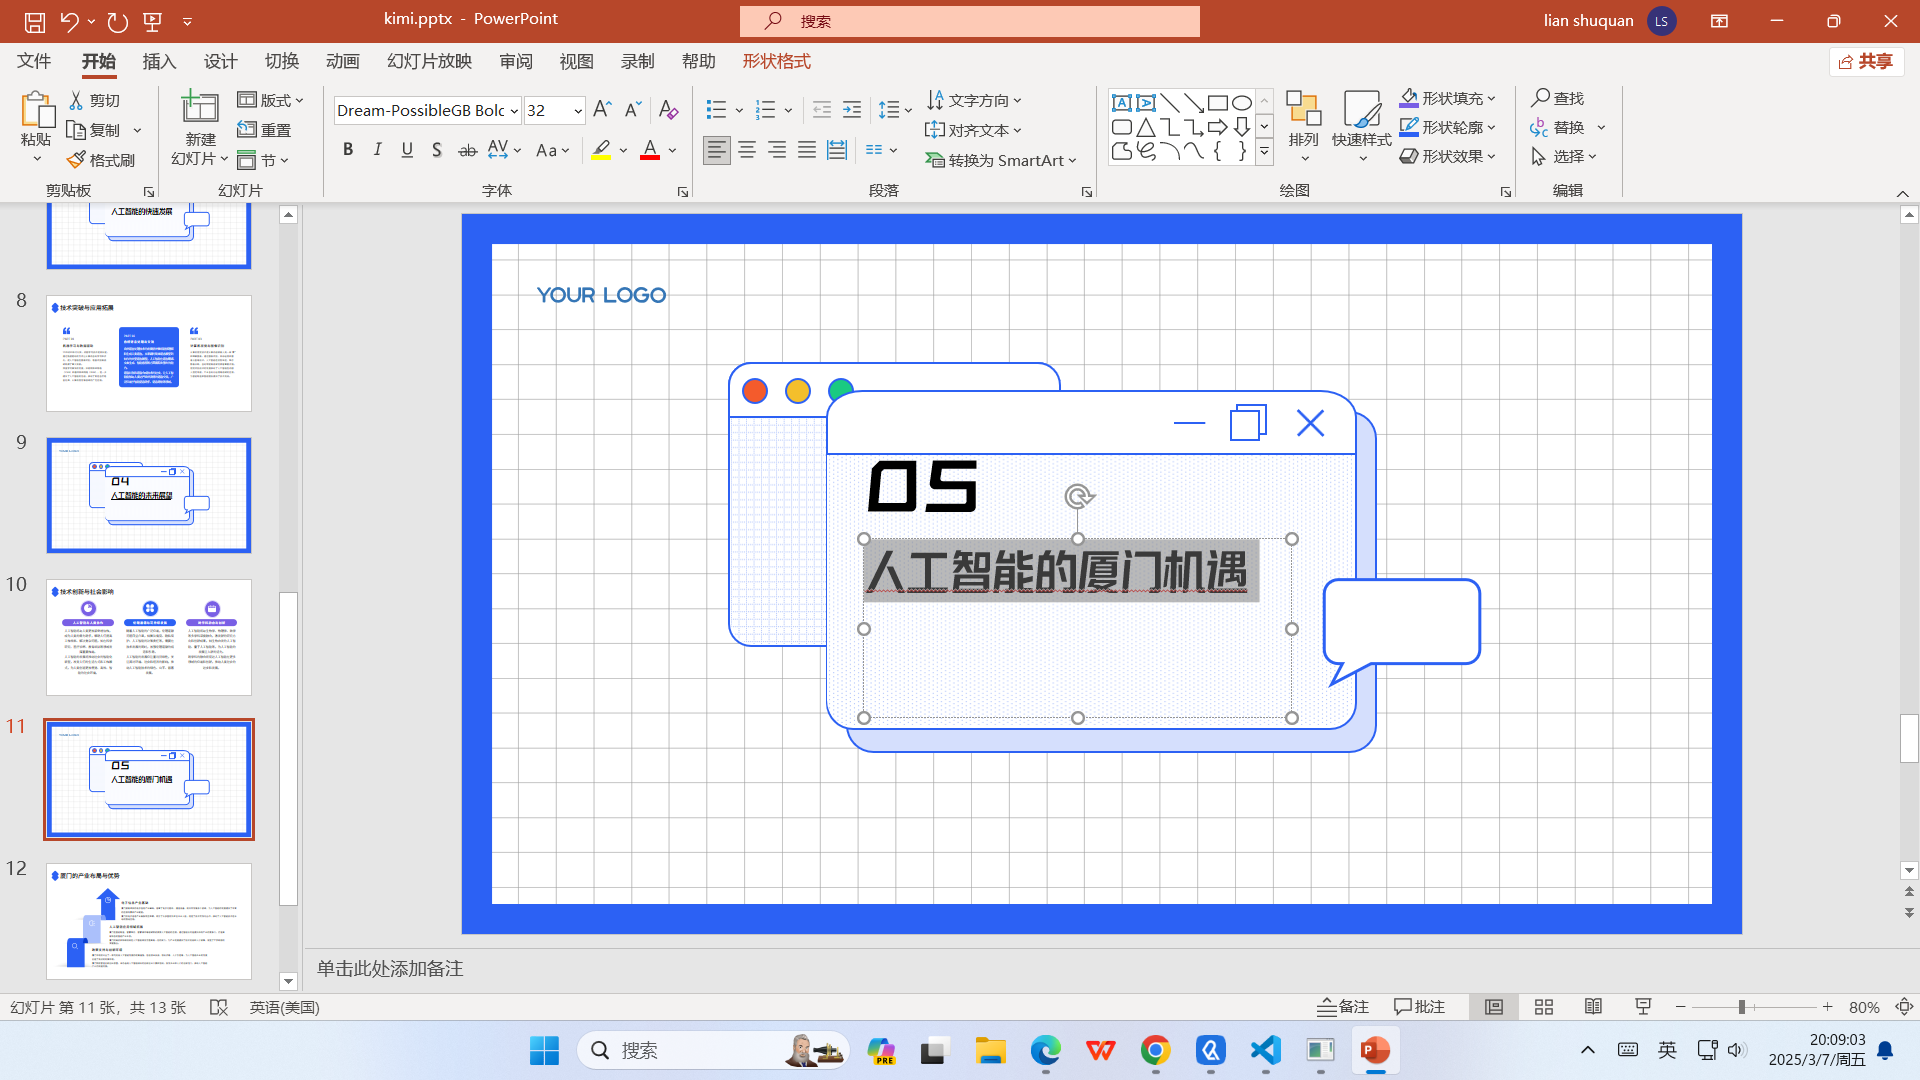 kimi.pptx - PowerPoint
搜索
lian shuquan
LS
文件 开始 插入 设计 切换 动画 幻灯片放映 审阅 视图 录制 帮助 形状格式
共享
粘贴
剪切
复制
格式刷
剪贴板
新建
幻灯片
版式
重置
节
幻灯片
Dream-PossibleGB Bolc
32
字体
段落
文字方向
对齐文本
转换为 SmartArt
排列
快速样式
形状填充
形状轮廓
形状效果
绘图
查找
替换
选择
编辑
人工智能的快速发展
8
技术突破与应用拓展
9
04
人工智能的未来展望
10
技术创新与社会影响
11
05
人工智能的厦门机遇
12
厦门的产业布局与优势
YOUR LOGO
05
人工智能的厦门机遇
单击此处添加备注
幻灯片 第 11 张，共 13 张
英语(美国)
备注
批注
80%
搜索
PRE
英
20:09:03
2025/3/7/周五